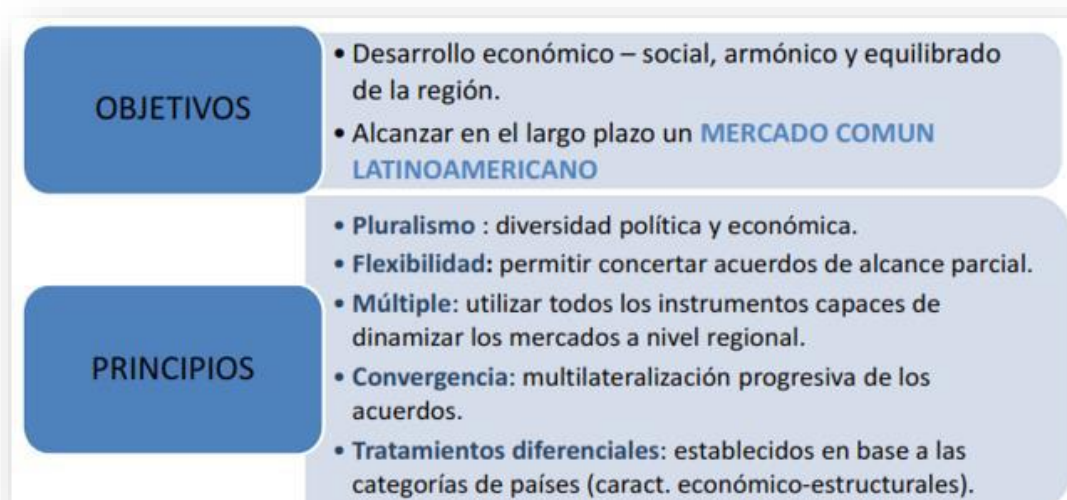 OBJETIVOS
• Desarrollo económico – social, armónico y equilibrado
de la región.
• Alcanzar en el largo plazo un MERCADO COMUN
LATINOAMERICANO
PRINCIPIOS
• Pluralismo : diversidad política y económica.
• Flexibilidad: permitir concertar acuerdos de alcance parcial.
• Múltiple: utilizar todos los instrumentos capaces de
dinamizar los mercados a nivel regional.
• Convergencia: multilateralización progresiva de los
acuerdos.
• Tratamientos diferenciales: establecidos en base a las
categorías de países (caract. económico-estructurales).